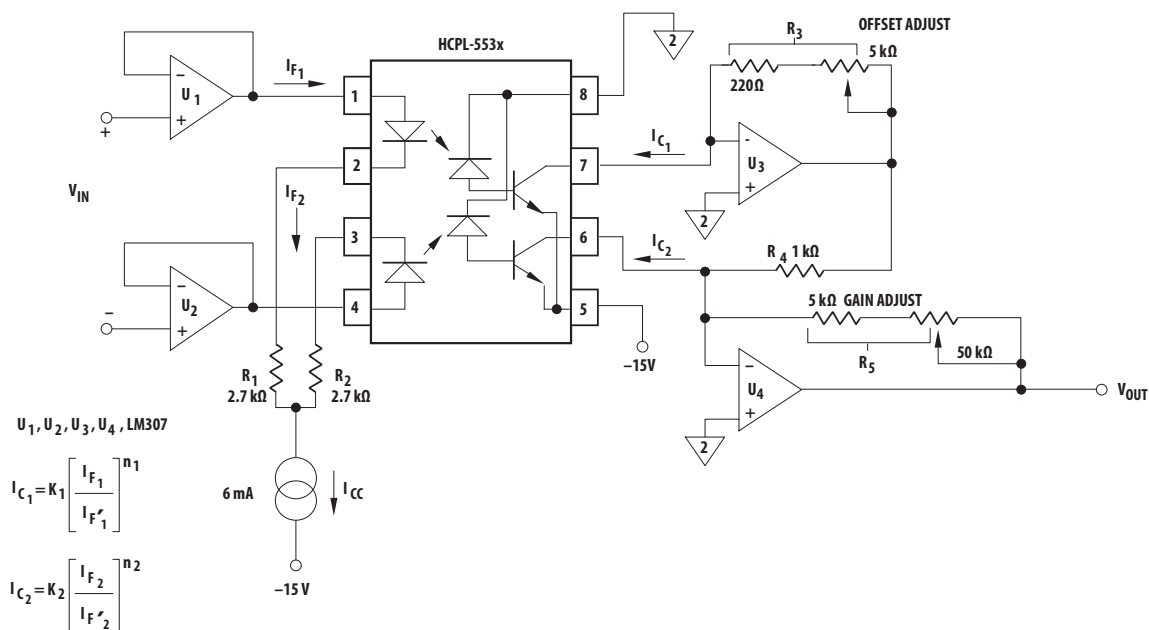 HCPL-553x
OFFSET ADJUST
R3
5 kΩ
220Ω
IF1
U1
−
+
+
VIN
1
2
3
4
8
7
6
5
2
IC1
-
+
U3
2
IF2
IC2
R4 1 kΩ
−
+
U2
−
5 kΩ GAIN ADJUST
R5
50 kΩ
−15V
−
+
U4
2
VOUT
R1
2.7 kΩ
R2
2.7 kΩ
U1, U2, U3, U4, LM307
6 mA
ICC
−15 V
IC1=K1[IF1/IF′1]n1
IC2=K2[IF2/IF′2]n2